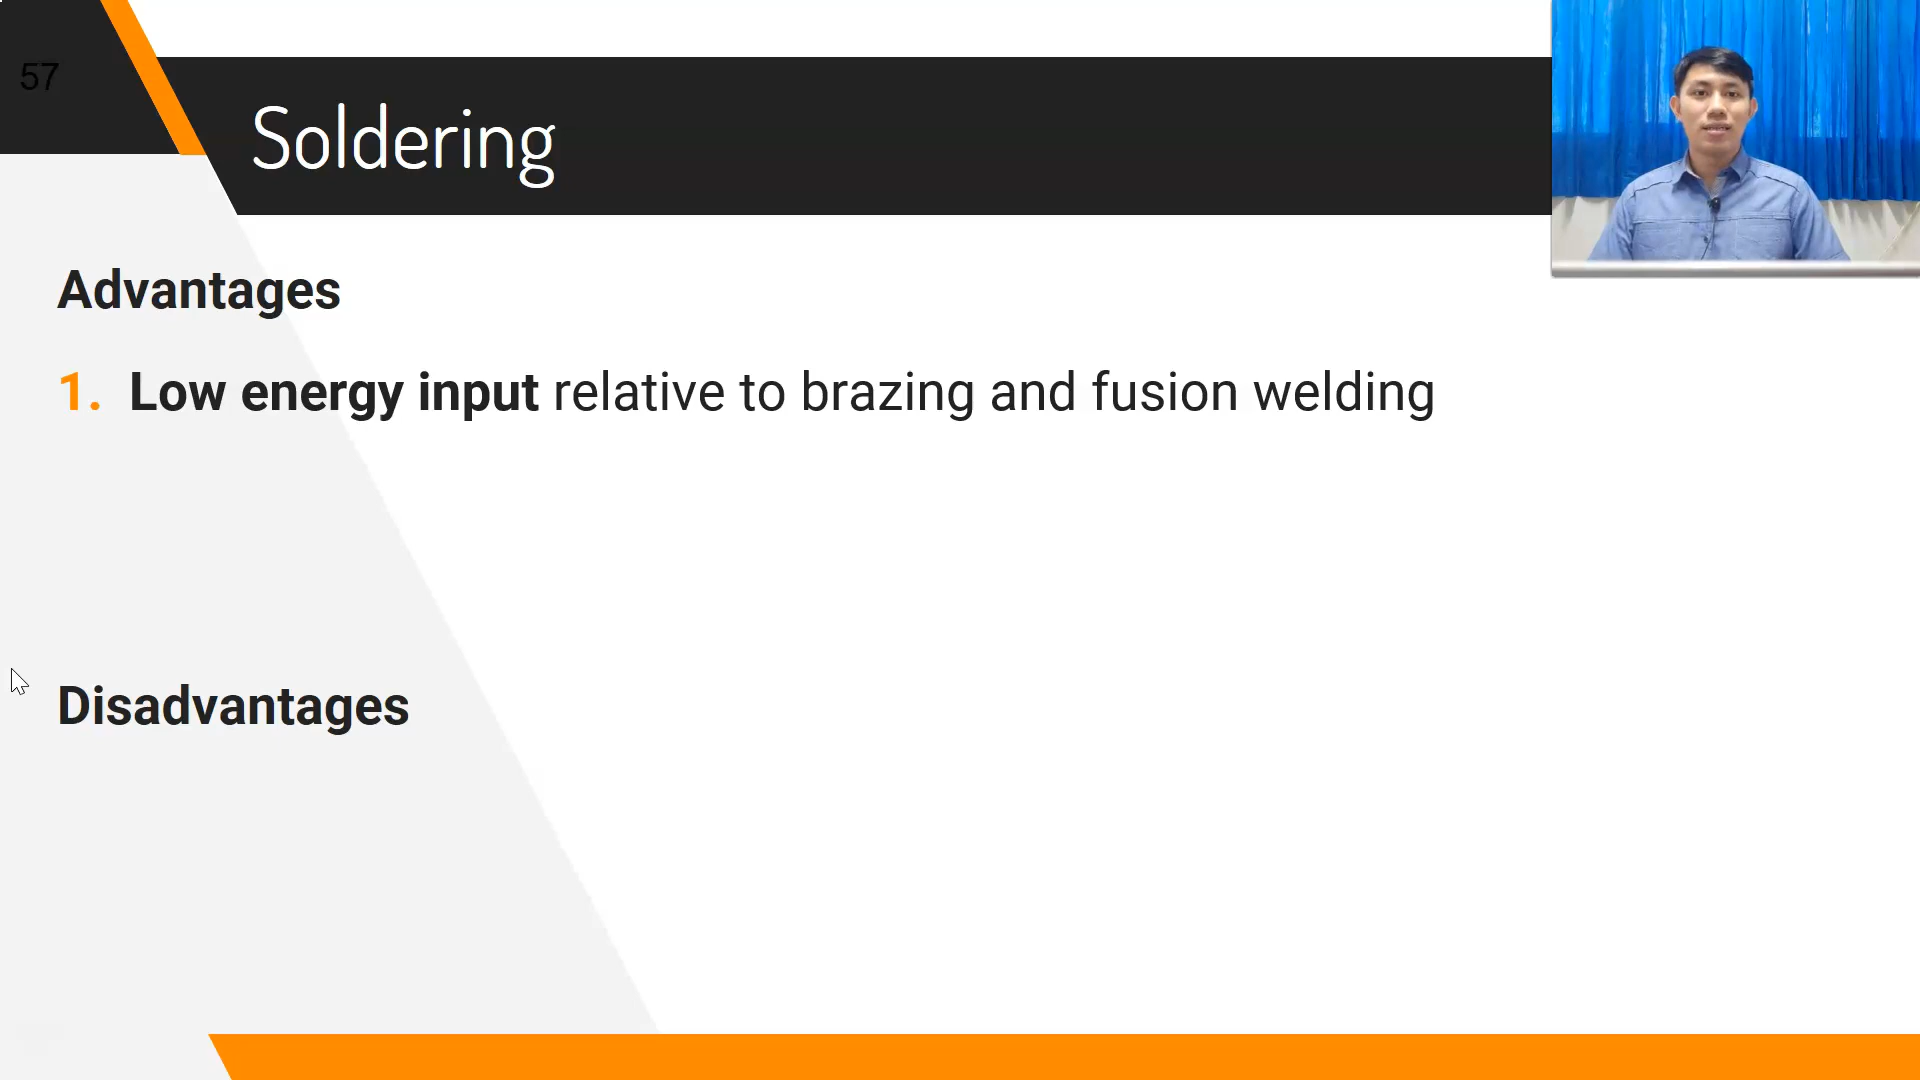 57
Soldering
Advantages
1. Low energy input relative to brazing and fusion welding
Disadvantages